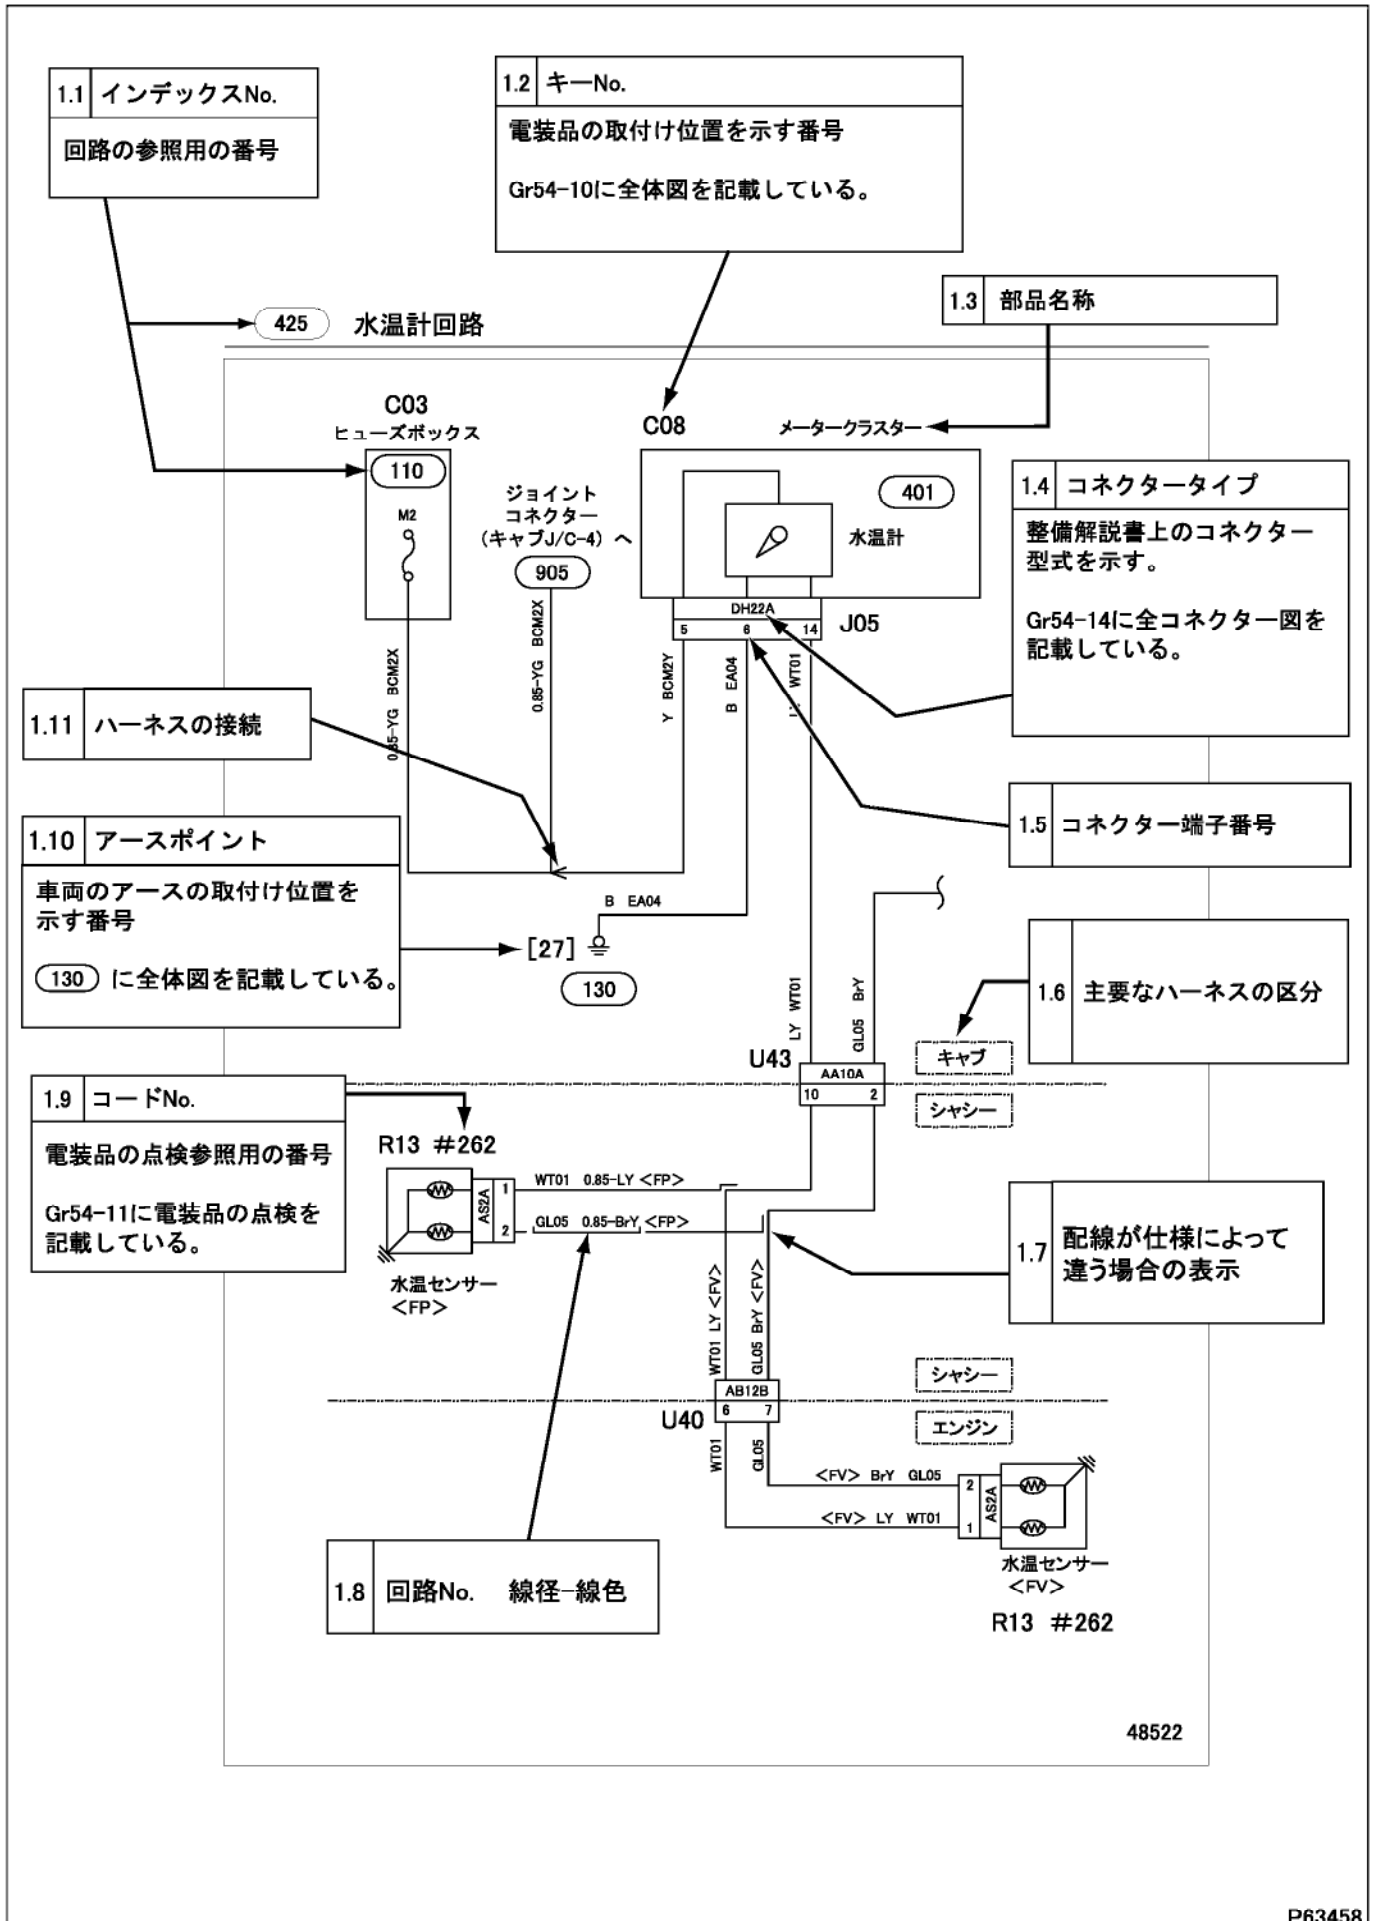 1.1 インデックスNo.
回路の参照用の番号
1.2 キーNo.
電装品の取付け位置を示す番号
Gr54-10に全体図を記載している。
1.3 部品名称
425 水温計回路
C03
ヒューズボックス
110
M2
ジョイント
コネクター
(キャブJ/C-4) へ
905
C08
メータークラスター
401
水温計
DH22A
5 6 14
J05
1.4 コネクタータイプ
整備解説書上のコネクター
型式を示す。
Gr54-14に全コネクター図を
記載している。
0.85-YG BCM2X
0.85-YG BCM2X
Y BCM2Y
B EA04
WT01
1.11 ハーネスの接続
1.5 コネクター端子番号
1.10 アースポイント
車両のアースの取付け位置を
示す番号
130 に全体図を記載している。
B EA04
[27]
130
1.6 主要なハーネスの区分
LY WT01
GL05 BrY
U43
AA10A
10 2
キャブ
シャシー
1.9 コードNo.
電装品の点検参照用の番号
Gr54-11に電装品の点検を
記載している。
R13 #262
AS2A
1
2
WT01 0.85-LY <FP>
GL05 0.85-BrY <FP>
水温センサー
<FP>
1.7 配線が仕様によって
違う場合の表示
WT01 LY <FV>
GL05 BrY <FV>
シャシー
AB12B
6 7
U40
エンジン
WT01
GL05
<FV> BrY GL05
<FV> LY WT01
2
1
AS2A
水温センサー
<FV>
R13 #262
1.8 回路No. 線径-線色
48522
P63458